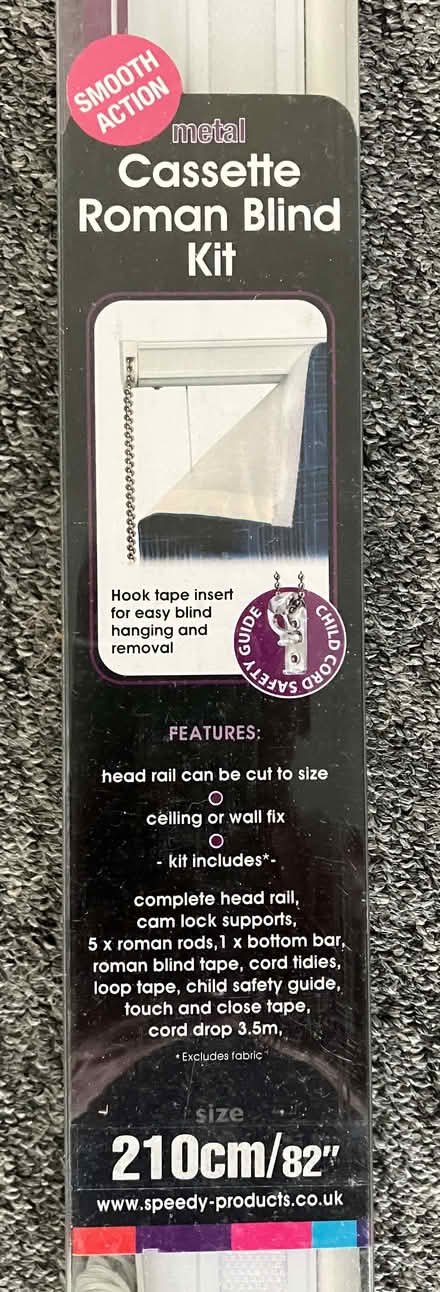 SMOOTH
ACTION
metal
Cassette
Roman Blind
Kit
Hook tape insert
for easy blind
hanging and
removal
CHILD CORD SAFETY GUIDE
FEATURES:
head rail can be cut to size
ceiling or wall fix
- kit includes*-
complete head rail,
cam lock supports,
5 x roman rods,1 x bottom bar,
roman blind tape, cord tidies,
loop tape, child safety guide,
touch and close tape,
cord drop 3.5m,
*Excludes fabric
size
210cm/82"
www.speedy-products.co.uk